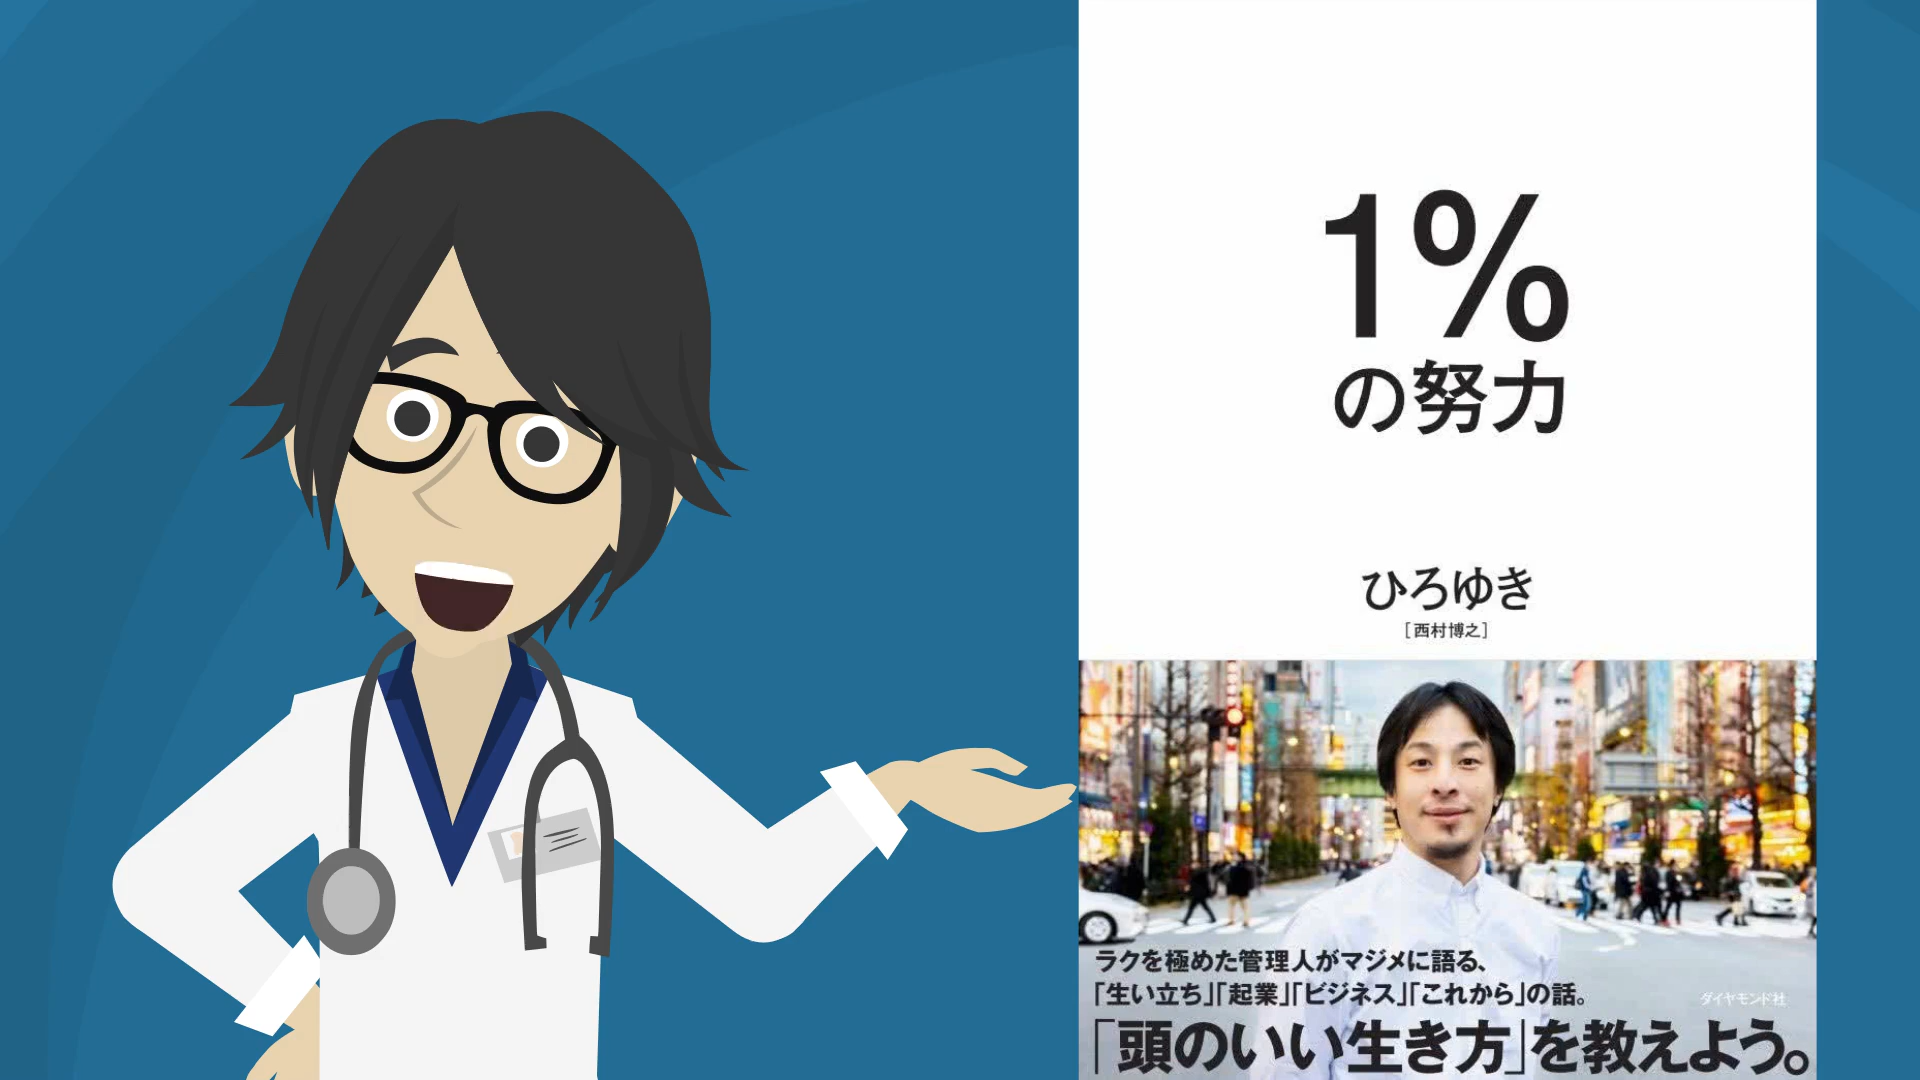 1%
の努力
ひろゆき
[西村博之]
ラクを極めた管理人がマジメに語る、
「生い立ち」「起業」「ビジネス」「これから」の話。
ダイヤモンド社
「頭のいい生き方」を教えよう。